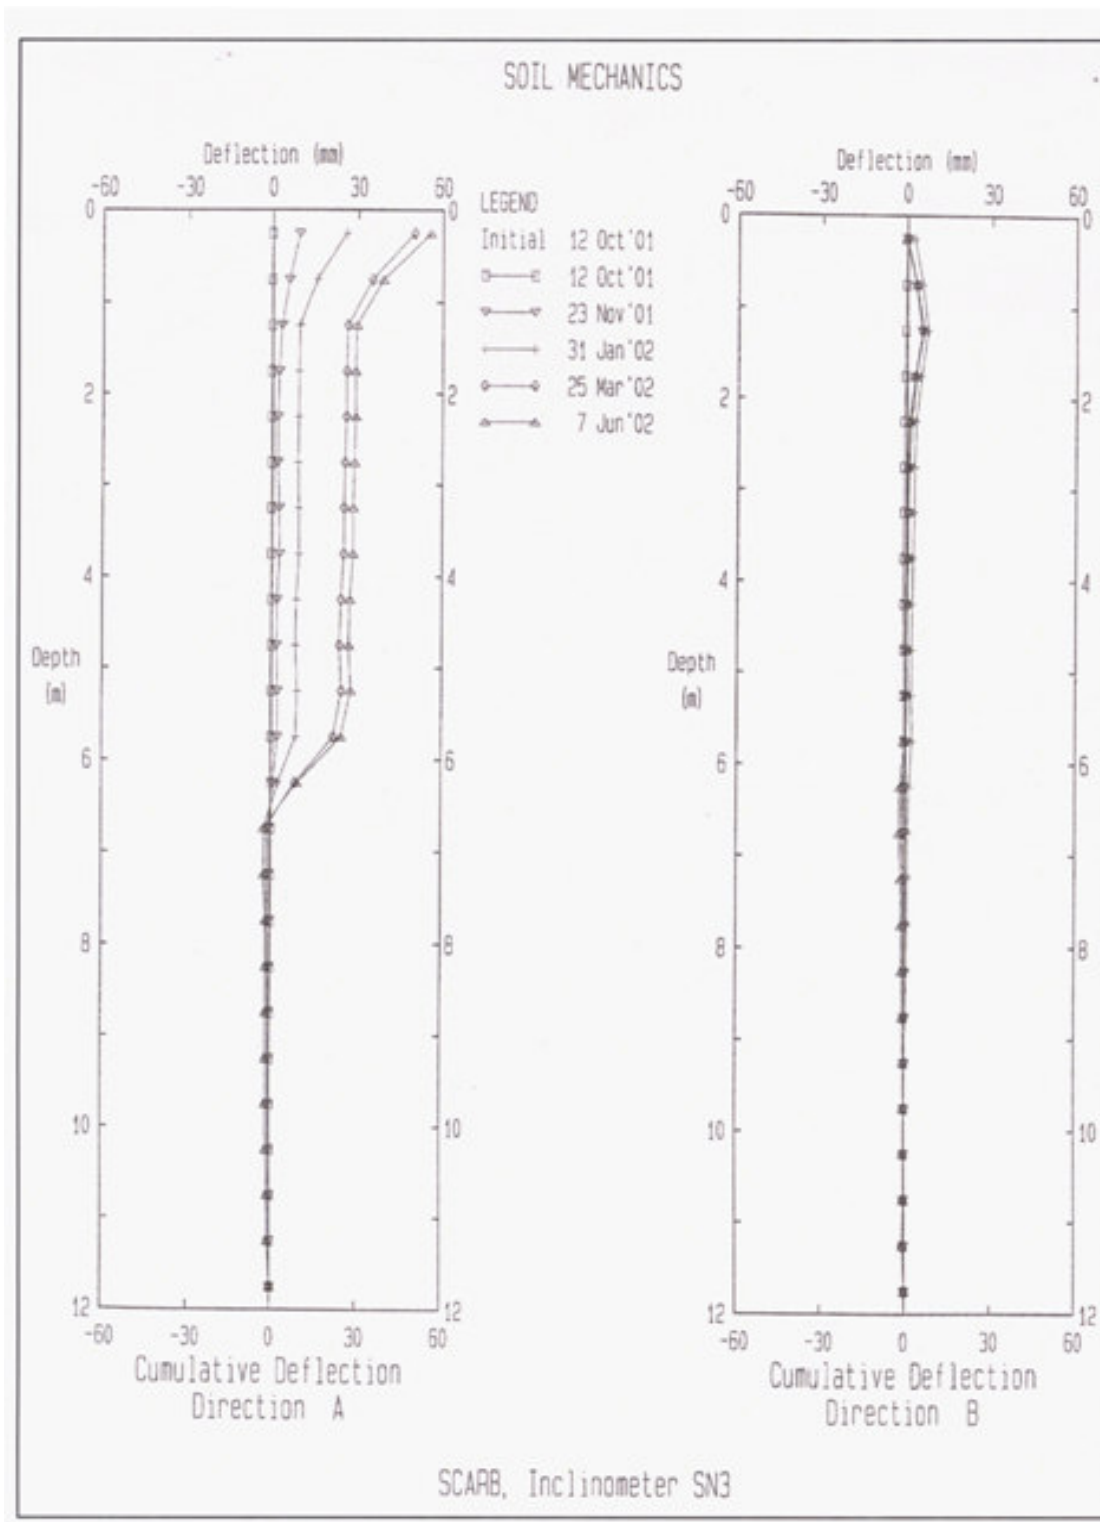 SOIL MECHANICS
Deflection (mm)
-60 -30 0 30 60
0
2
4
6
8
10
12
0
2
4
6
8
10
12
Depth
(m)
-60 -30 0 30 60
Cumulative Deflection
Direction A
LEGEND
Initial 12 Oct'01
12 Oct'01
23 Nov'01
31 Jan'02
25 Mar'02
7 Jun'02
Deflection (mm)
-60 -30 0 30 60
0
2
4
6
8
10
12
0
2
4
6
8
10
12
Depth
(m)
-60 -30 0 30 60
Cumulative Deflection
Direction B
SCARB, Inclinometer SN3